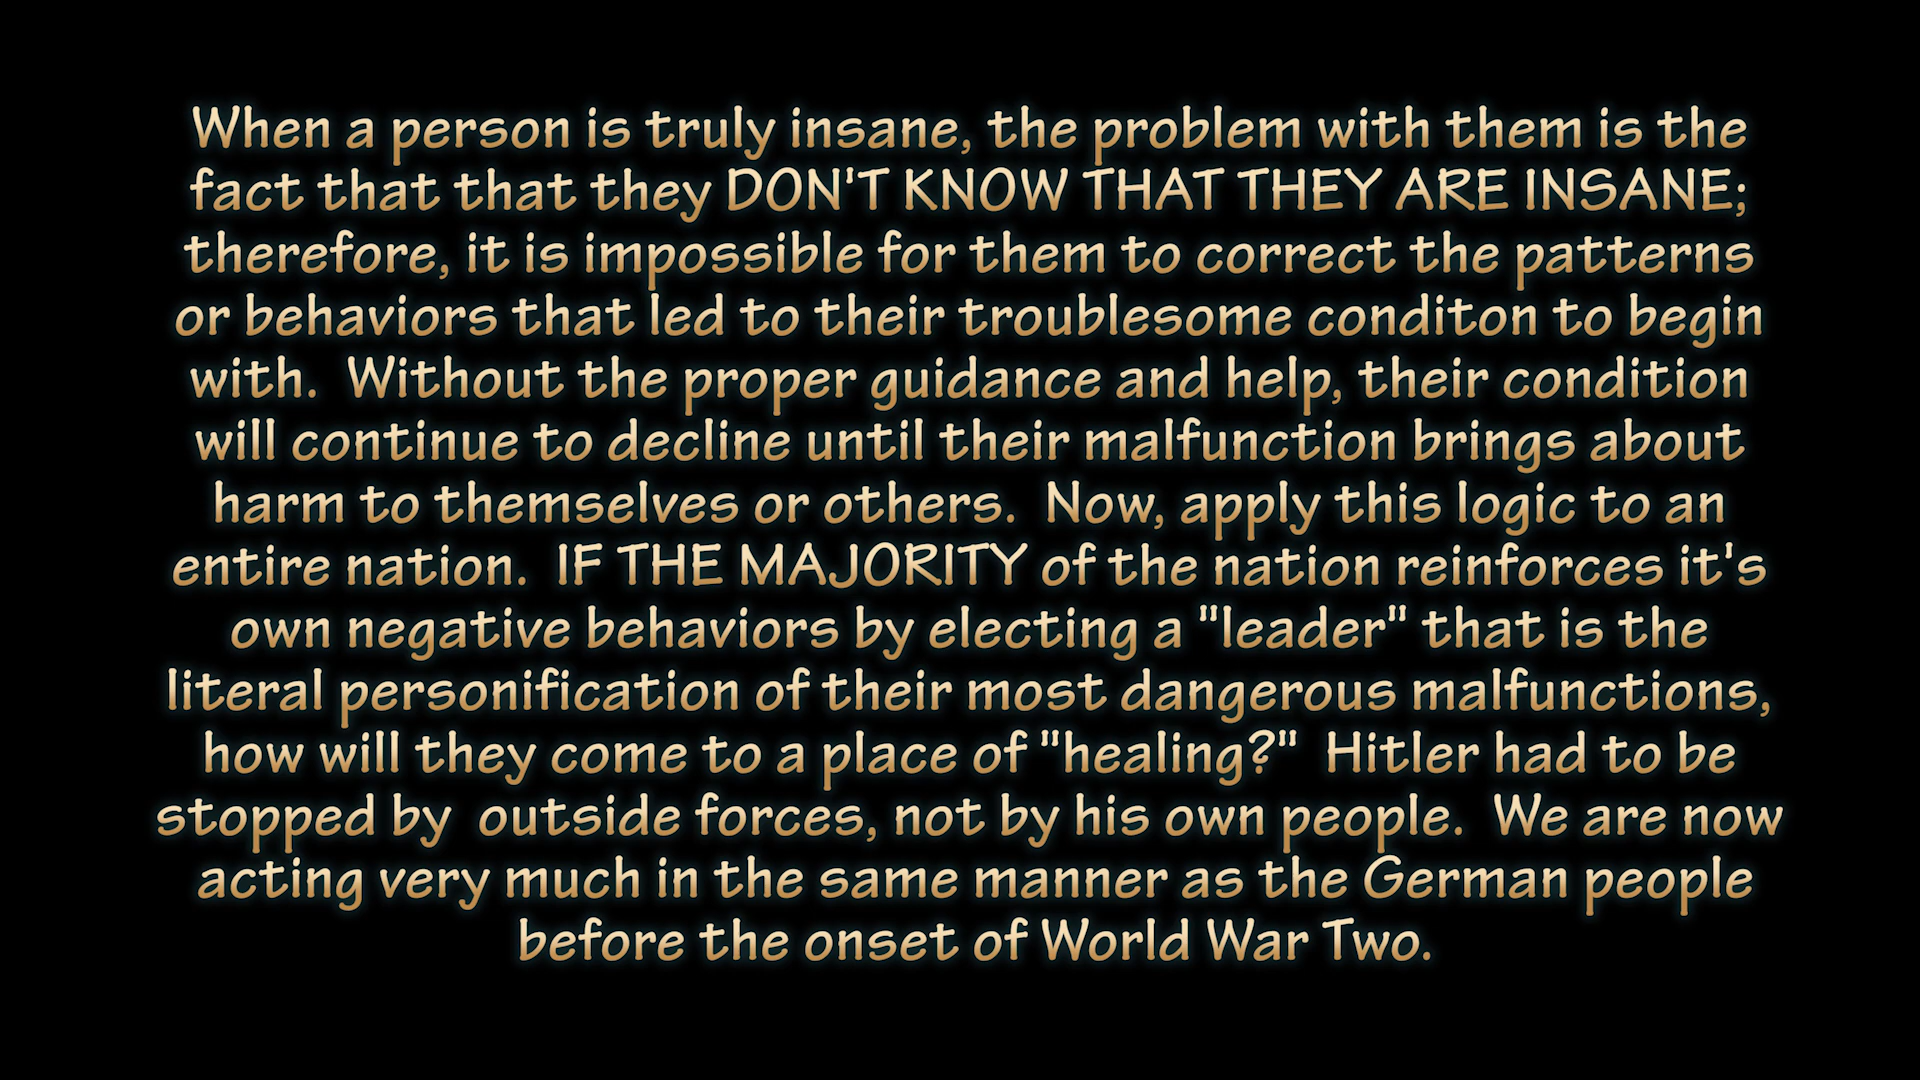 When a person is truly insane, the problem with them is the
fact that that they DON'T KNOW THAT THEY ARE INSANE;
therefore, it is impossible for them to correct the patterns
or behaviors that led to their troublesome conditon to begin
with.  Without the proper guidance and help, their condition
will continue to decline until their malfunction brings about
harm to themselves or others.  Now, apply this logic to an
entire nation.  IF THE MAJORITY of the nation reinforces it's
own negative behaviors by electing a "leader" that is the
literal personification of their most dangerous malfunctions,
how will they come to a place of "healing?"  Hitler had to be
stopped by  outside forces, not by his own people.  We are now
acting very much in the same manner as the German people
before the onset of World War Two.